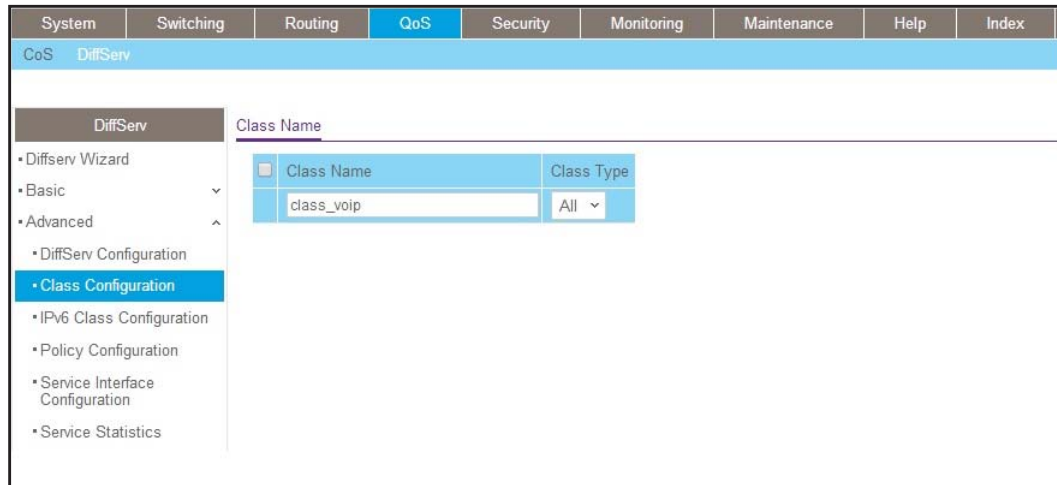 System Switching Routing QoS Security Monitoring Maintenance Help Index
CoS DiffServ
DiffServ
Diffserv Wizard
Basic
Advanced
DiffServ Configuration
Class Configuration
IPv6 Class Configuration
Policy Configuration
Service Interface
Configuration
Service Statistics
Class Name
Class Name Class Type
class_voip All